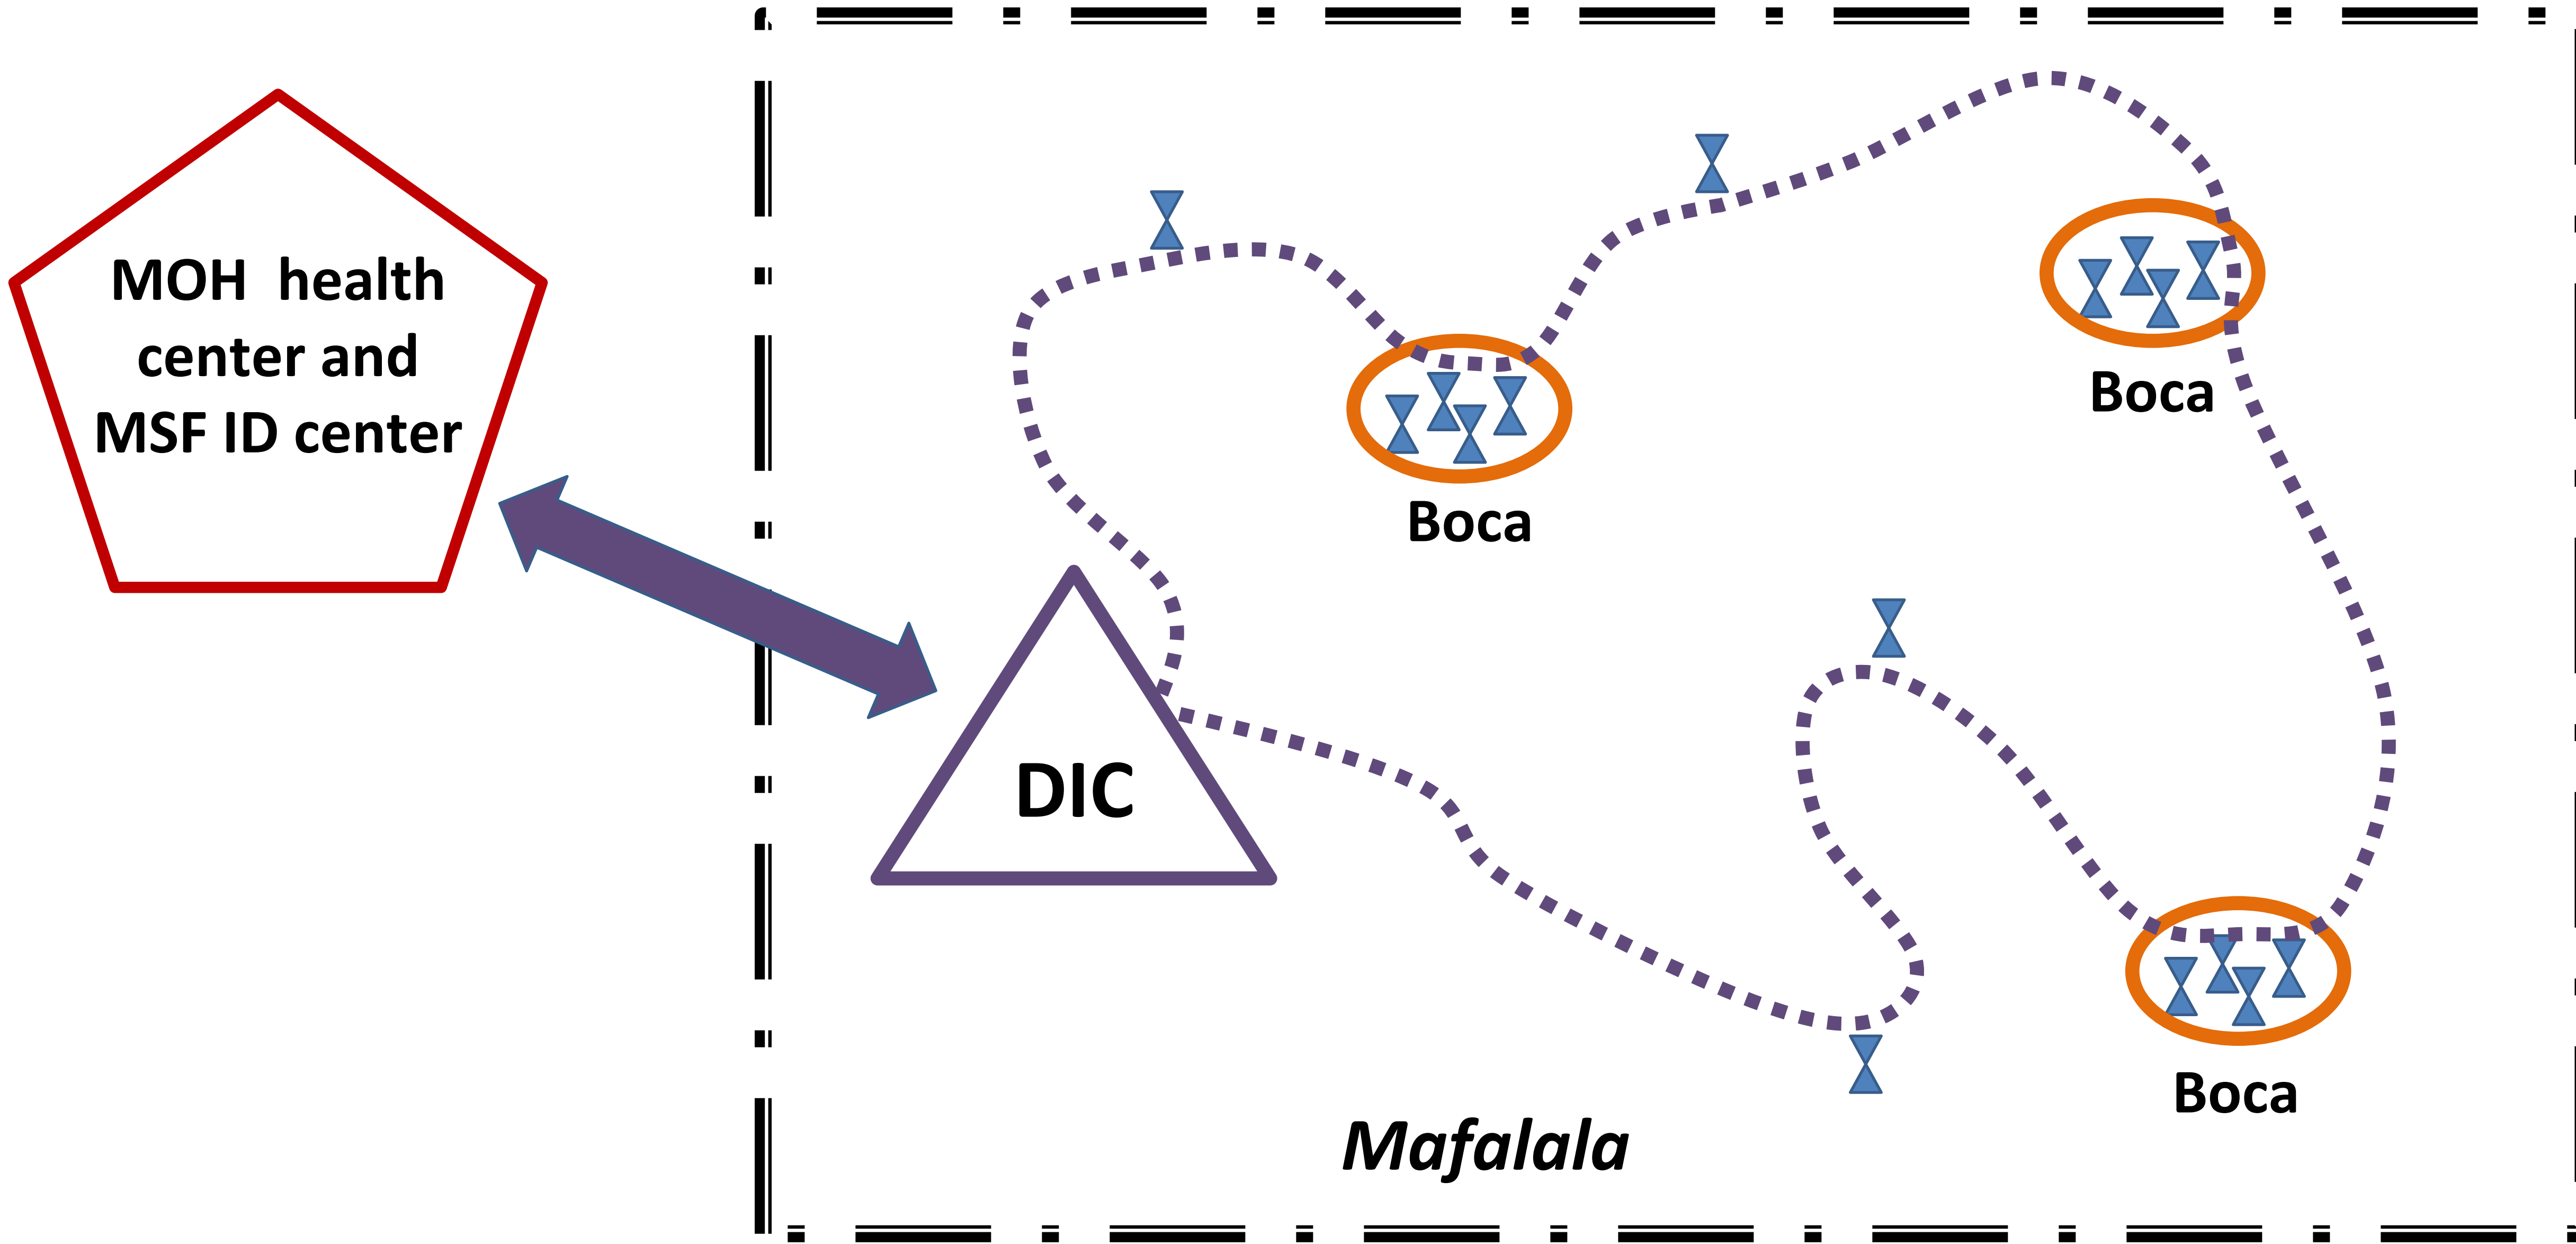 MOH health
center and
MSF ID center
Boca
Boca
DIC
Boca
Mafalala